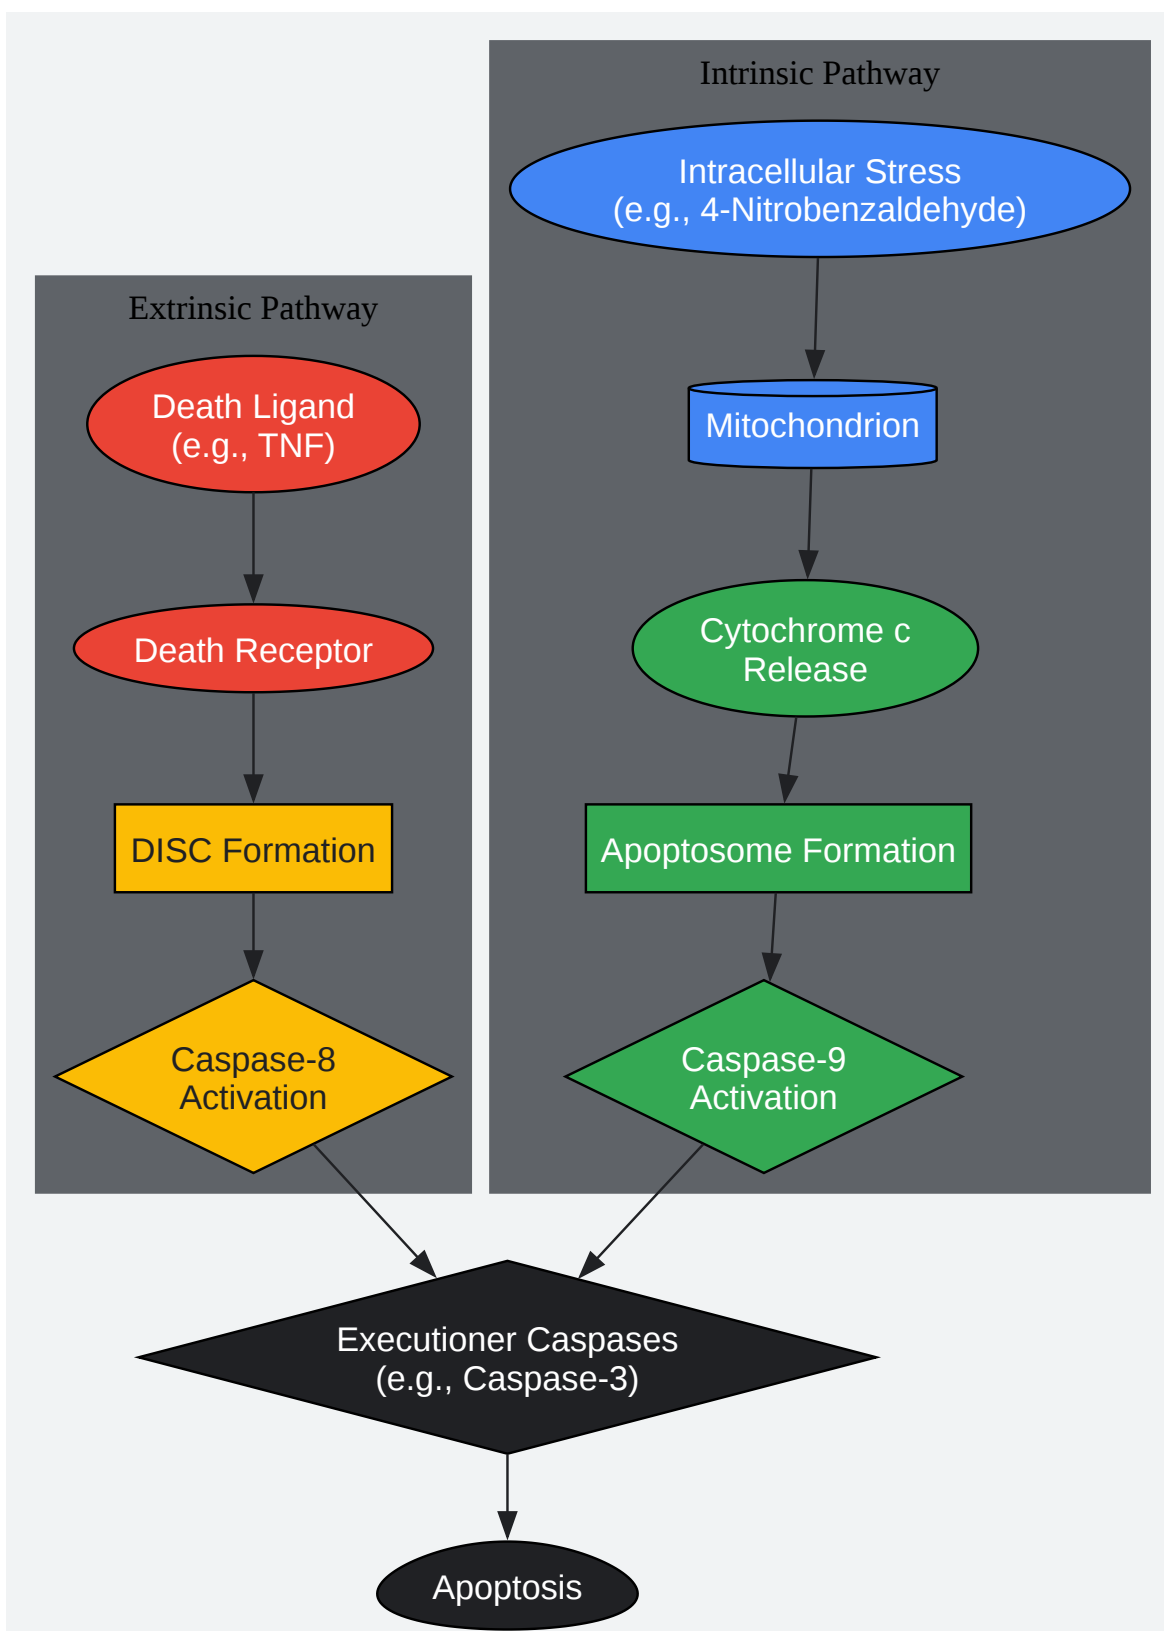 Intrinsic Pathway
Intracellular Stress
(e.g., 4-Nitrobenzaldehyde)
Mitochondrion
Cytochrome c
Release
Apoptosome Formation
Caspase-9
Activation
Extrinsic Pathway
Death Ligand
(e.g., TNF)
Death Receptor
DISC Formation
Caspase-8
Activation
Executioner Caspases
(e.g., Caspase-3)
Apoptosis